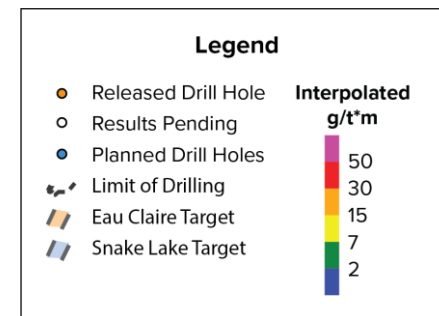 Legend
Released Drill Hole
Results Pending
Planned Drill Holes
Limit of Drilling
Eau Claire Target
Snake Lake Target
Interpolated
g/t*m
50
30
15
7
2